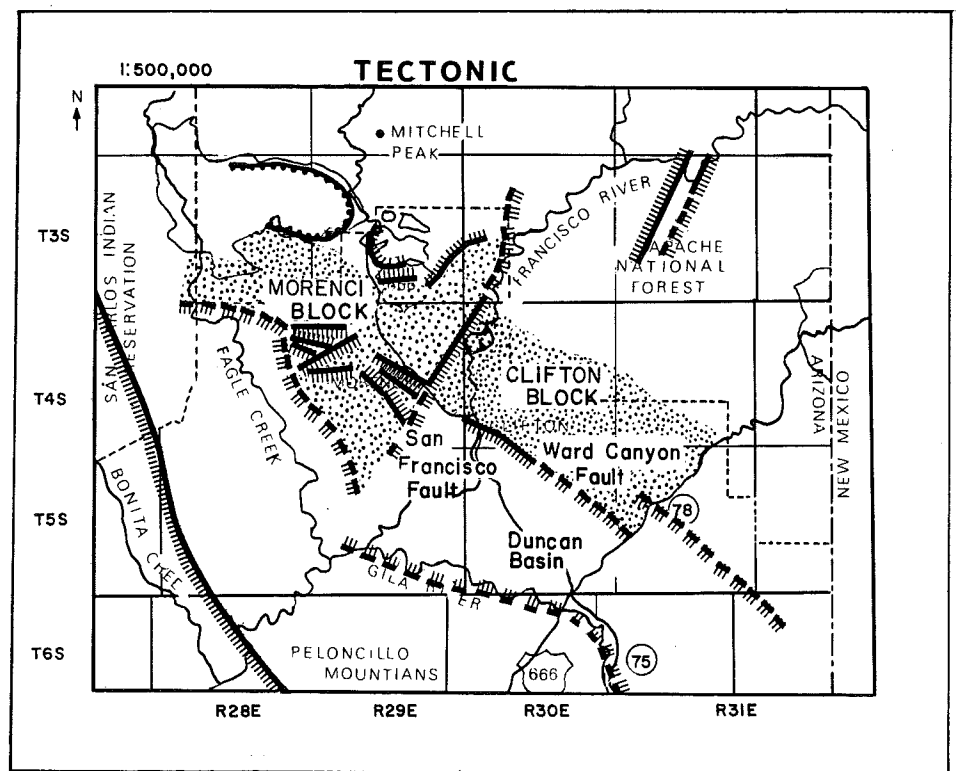 TECTONIC
1:500,000
N
MITCHELL
PEAK
FRANCISCO RIVER
T3S
SAN CARLOS INDIAN
RESERVATION
APACHE
NATIONAL
FOREST
MORENCI
BLOCK
EAGLE CREEK
CLIFTON
BLOCK
ARIZONA
NEW MEXICO
T4S
San
Francisco
Fault
Ward Canyon
Fault
78
T5S
BONITA CREE
Duncan
Basin
GILA
T6S
PELONCILLO
MOUNTIANS
666
75
R28E
R29E
R30E
R31E